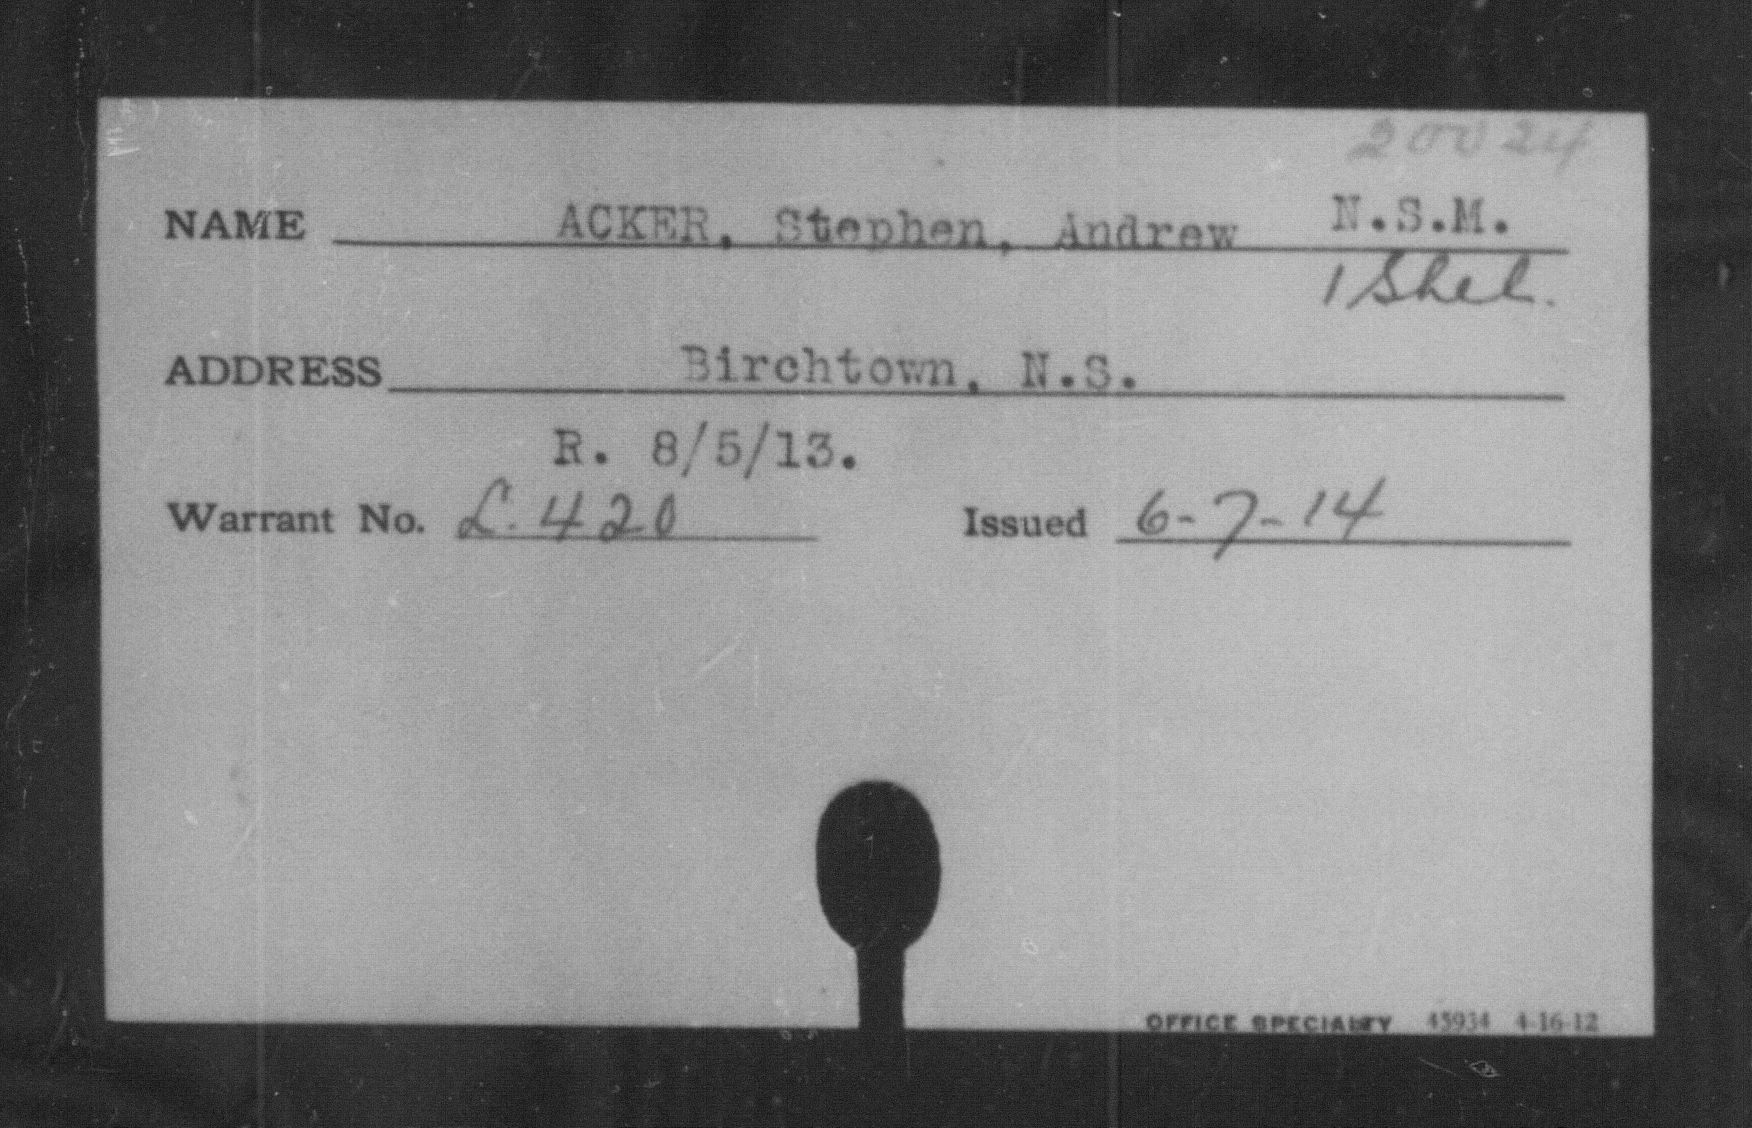 20024
NAME ACKER, Stephen, Andrew N.S.M.
1 Shel.
ADDRESS Birchtown, N.S.
R. 8/5/13.
Warrant No. L. 420 Issued 6-7-14
OFFICE SPECIALTY 45934 4-16-12